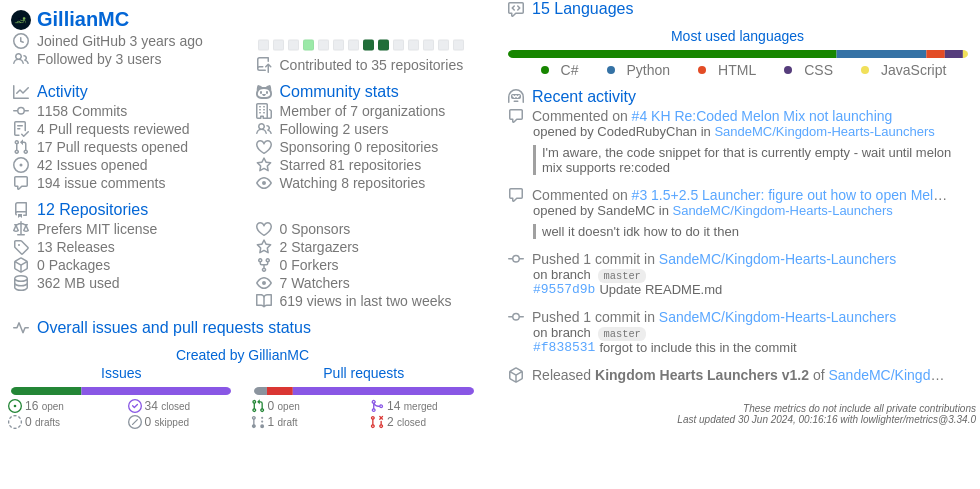 GillianMC
Joined GitHub 3 years ago
Followed by 3 users
Contributed to 35 repositories
Activity
1158 Commits
4 Pull requests reviewed
17 Pull requests opened
42 Issues opened
194 issue comments
Community stats
Member of 7 organizations
Following 2 users
Sponsoring 0 repositories
Starred 81 repositories
Watching 8 repositories
12 Repositories
Prefers MIT license
13 Releases
0 Packages
362 MB used
0 Sponsors
2 Stargazers
0 Forkers
7 Watchers
619 views in last two weeks
Overall issues and pull requests status
Created by GillianMC
Issues
16 open
34 closed
0 drafts
0 skipped
Pull requests
0 open
14 merged
1 draft
2 closed
15 Languages
Most used languages
C# Python HTML CSS JavaScript
Recent activity
Commented on #4 KH Re:Coded Melon Mix not launching
opened by CodedRubyChan in SandeMC/Kingdom-Hearts-Launchers
I'm aware, the code snippet for that is currently empty - wait until melon
mix supports re:coded
Commented on #3 1.5+2.5 Launcher: figure out how to open Mel…
opened by SandeMC in SandeMC/Kingdom-Hearts-Launchers
well it doesn't idk how to do it then
Pushed 1 commit in SandeMC/Kingdom-Hearts-Launchers
on branch master
#9557d9b Update README.md
Pushed 1 commit in SandeMC/Kingdom-Hearts-Launchers
on branch master
#f838531 forgot to include this in the commit
Released Kingdom Hearts Launchers v1.2 of SandeMC/Kingd…
These metrics do not include all private contributions
Last updated 30 Jun 2024, 00:16:16 with lowlighter/metrics@3.34.0